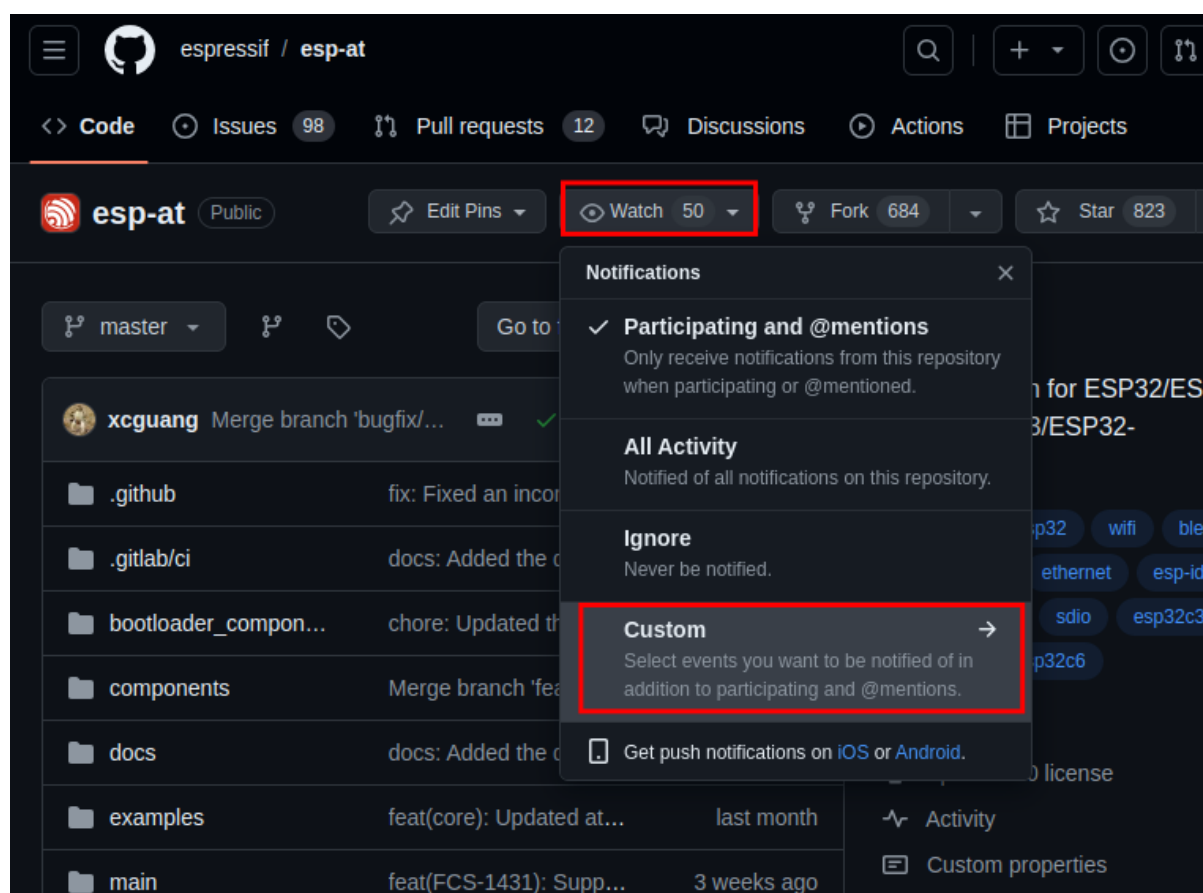 espressif / esp-at
Code Issues 98 Pull requests 12 Discussions Actions Projects
esp-at Public Edit Pins Watch 50 Fork 684 Star 823
Notifications
master Go to
Participating and @mentions
Only receive notifications from this repository
when participating or @mentioned.
for ESP32/ES
/ESP32-
xcguang Merge branch 'bugfix/…
All Activity
Notified of all notifications on this repository.
.github fix: Fixed an incor
Ignore
Never be notified.
p32 wifi ble
.gitlab/ci docs: Added the
ethernet esp-id
bootloader_compon… chore: Updated th
Custom
Select events you want to be notified of in
addition to participating and @mentions.
sdio esp32c3
p32c6
components Merge branch 'fea
docs docs: Added the
Get push notifications on iOS or Android.
0 license
examples feat(core): Updated at… last month
Activity
main feat(FCS-1431): Supp… 3 weeks ago
Custom properties